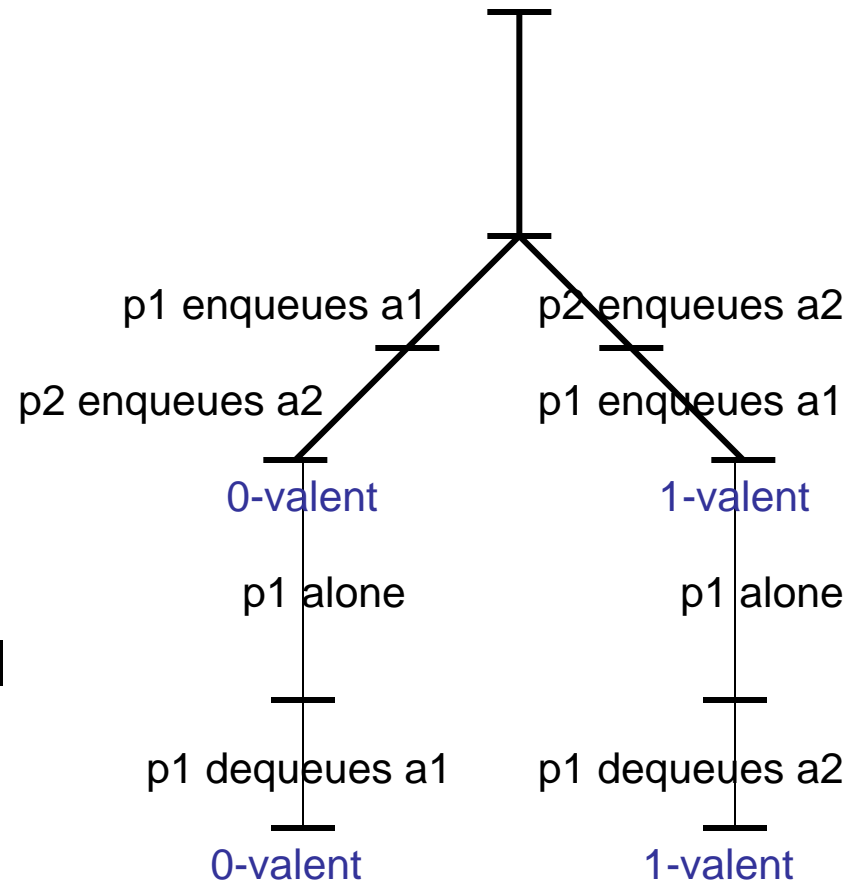 p1 enqueues a1
p2 enqueues a2
p2 enqueues a2
p1 enqueues a1
0-valent
1-valent
p1 alone
p1 alone
p1 dequeues a1
p1 dequeues a2
0-valent
1-valent